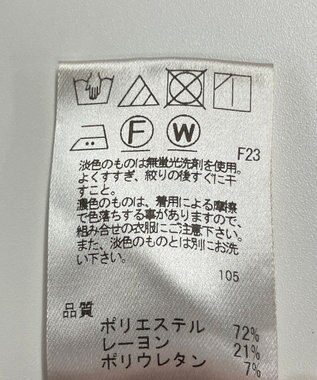 F
W
F23
淡色のものは無蛍光洗剤を使用。
よくすすぎ、絞りの後すぐに干
すこと。
濃色のものは、着用による摩擦
で色落ちする事がありますので、
組み合せの衣服にご注意下さい。
また、淡色のものとは別にお洗
い下さい。
105
品質
ポリエステル 72%
レーヨン 21%
ポリウレタン 7%